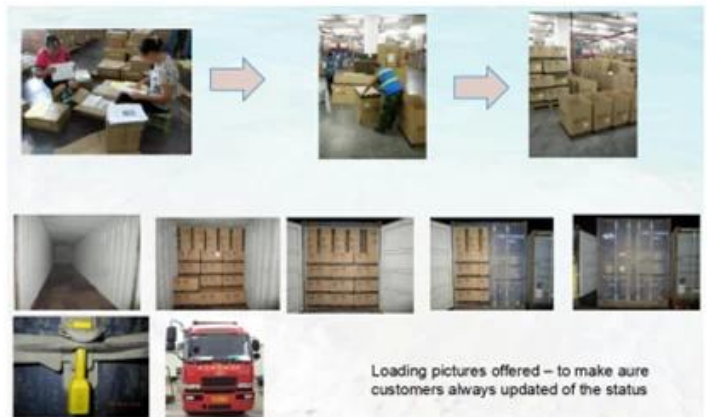 Loading pictures offered – to make aure
customers always updated of the status